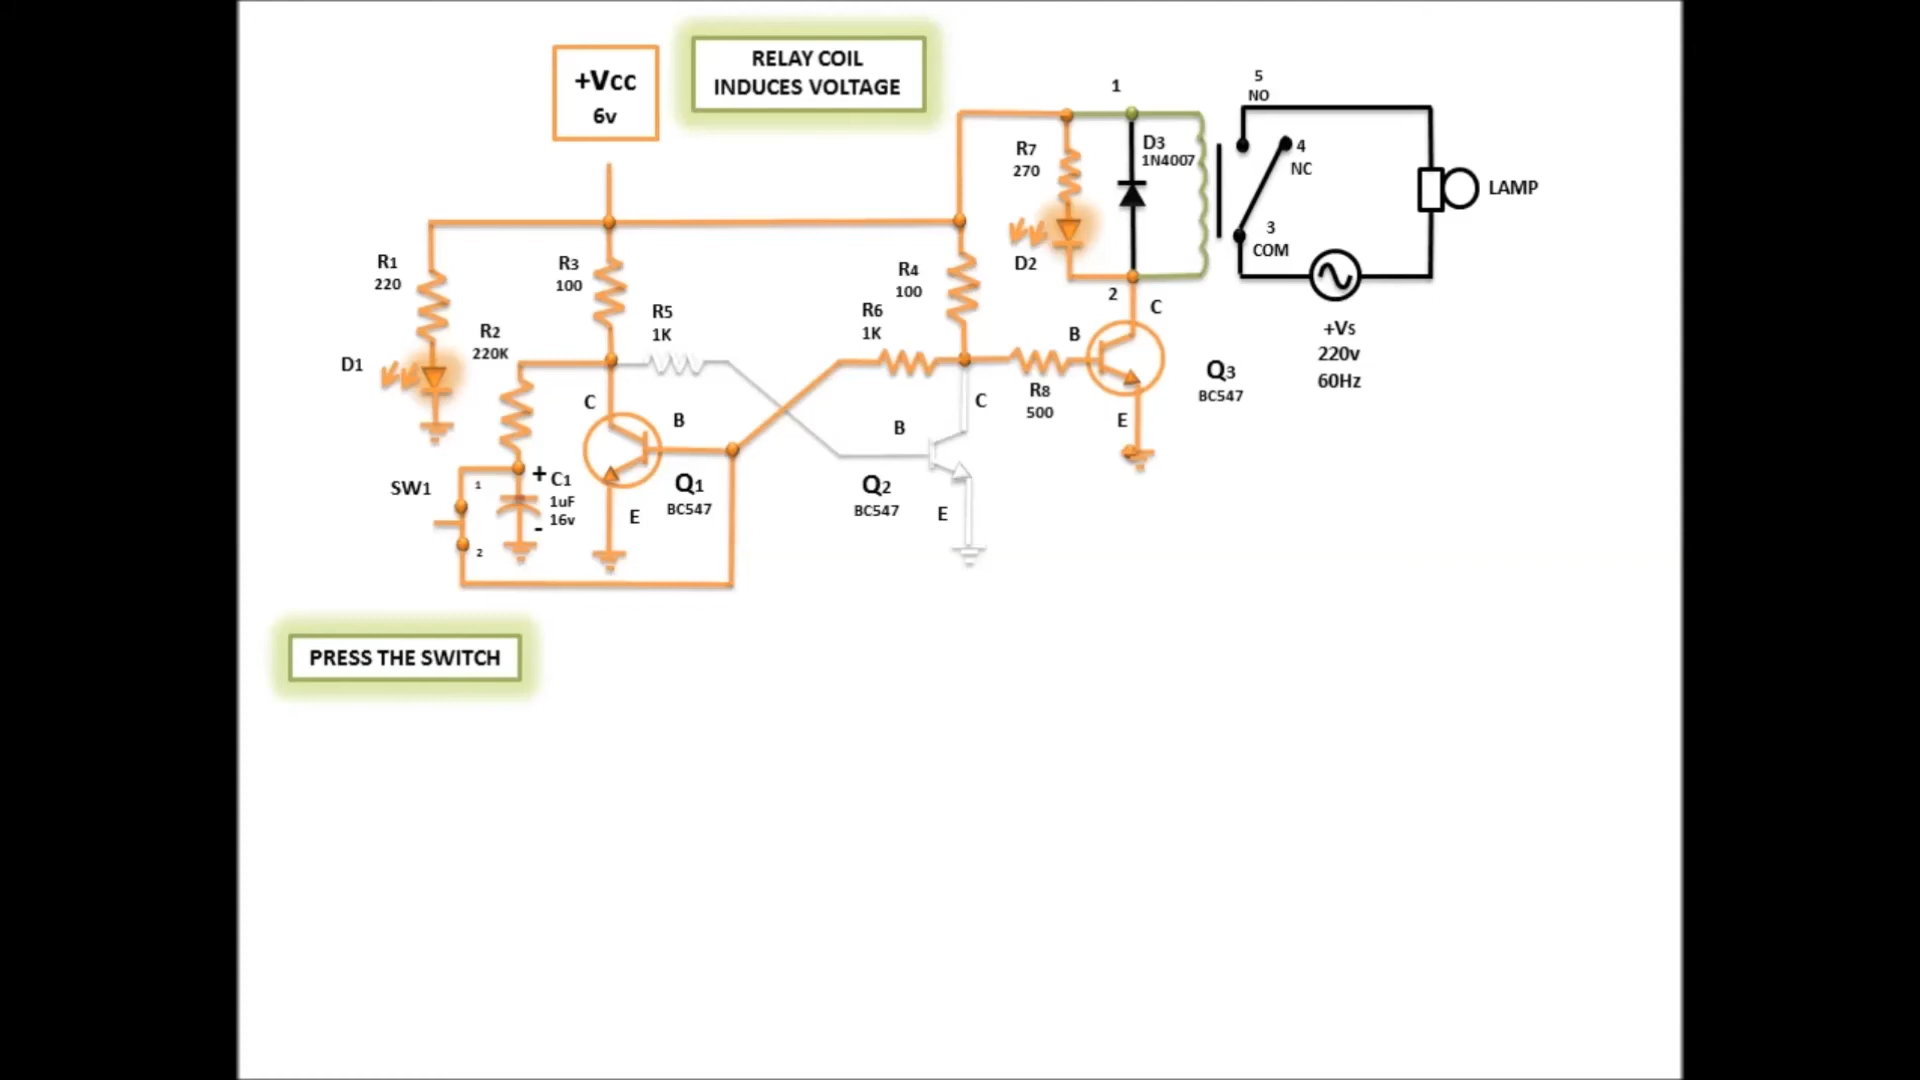 +Vcc
6v
RELAY COIL
INDUCES VOLTAGE
1
5
NO
D3
1N4007
R7
270
4
NC
LAMP
3
COM
D2
2
C
R1
220
R3
100
R4
100
R5
1K
R6
1K
R2
220K
D1
B
+Vs
220v
60Hz
Q3
BC547
R8
500
E
C
B
C
B
SW1
1
+
C1
1uF
16v
-
2
E
Q1
BC547
Q2
BC547
E
PRESS THE SWITCH